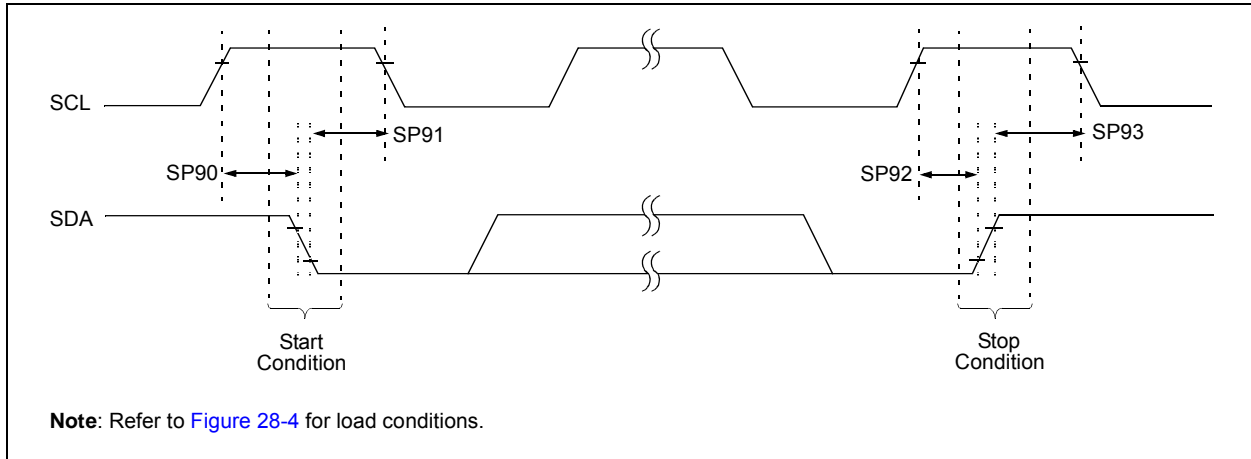 SCL
SP91
SP93
SP90
SP92
SDA
Start
Condition
Stop
Condition
Note: Refer to Figure 28-4 for load conditions.